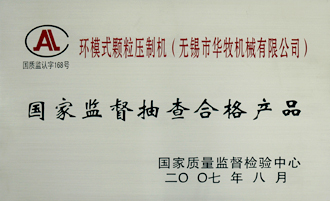 环模式颗粒压制机（无锡市华牧机械有限公司）
国质监认字168号
国家监督抽查合格产品
国家质量监督检验中心
二〇〇七年八月